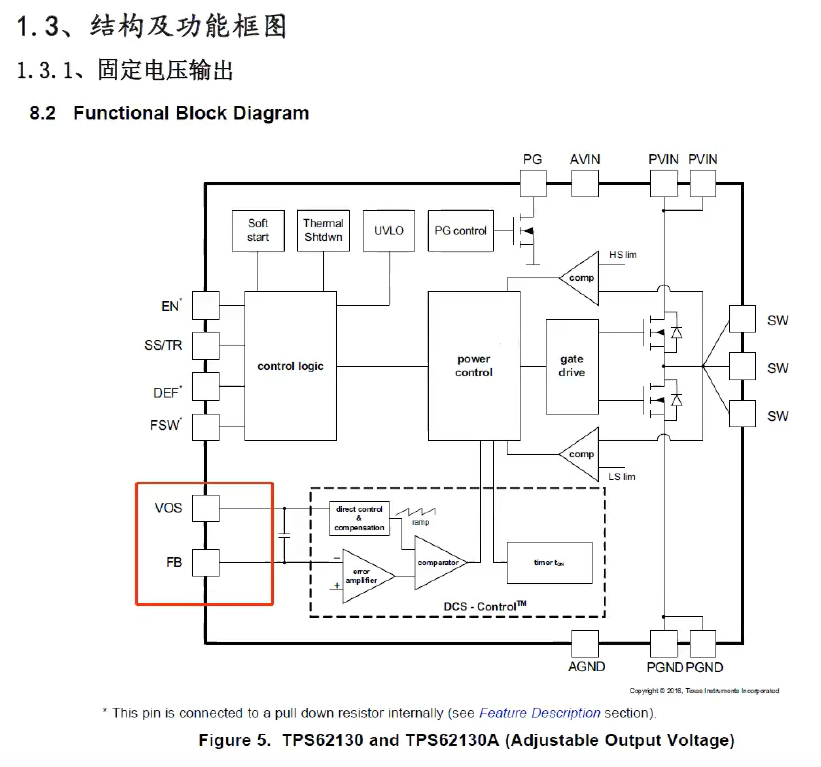 1.3、结构及功能框图
1.3.1、固定电压输出
8.2 Functional Block Diagram
PG AVIN PVIN PVIN
Soft start
Thermal Shtdwn
UVLO
PG control
HS lim
comp
EN*
SS/TR
DEF*
FSW*
control logic
power control
gate drive
SW
SW
SW
comp
LS lim
VOS
FB
direct control & compensation
ramp
error amplifier
- +
comparator
timer tON
DCS - Control™
AGND PGND PGND
Copyright © 2016, Texas Instruments Incorporated
* This pin is connected to a pull down resistor internally (see Feature Description section).
Figure 5. TPS62130 and TPS62130A (Adjustable Output Voltage)